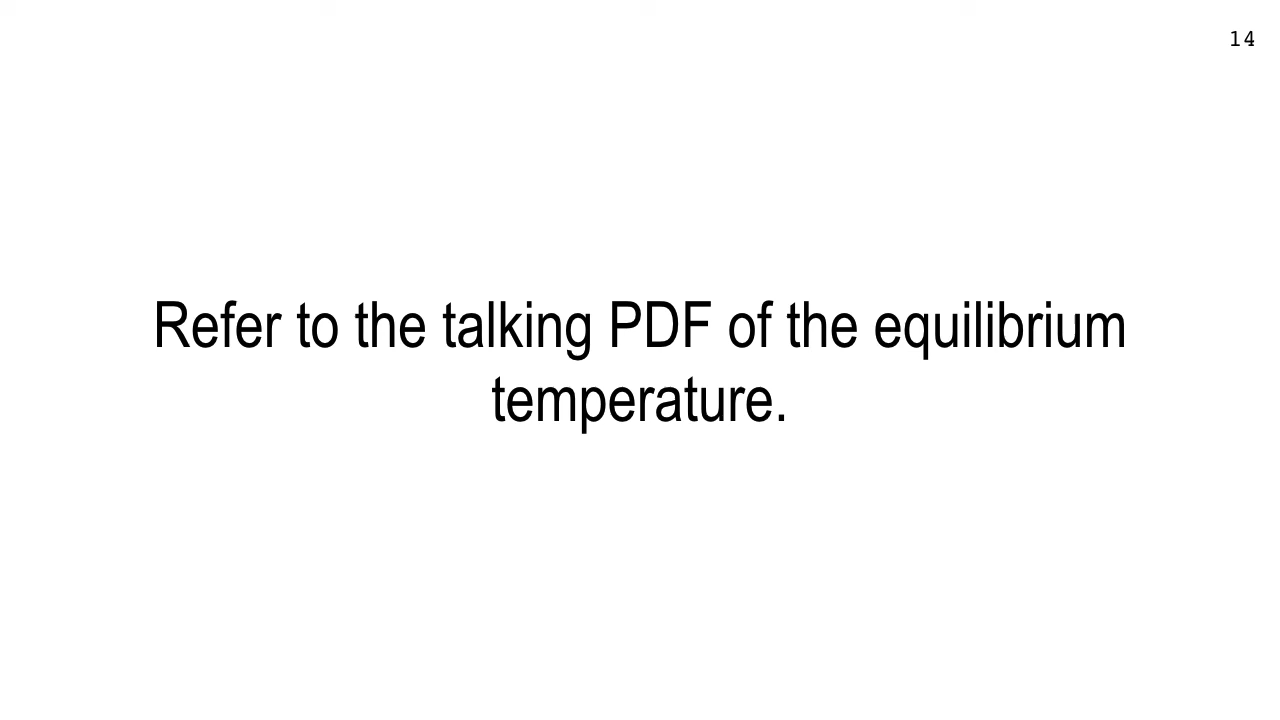 14
Refer to the talking PDF of the equilibrium
temperature.